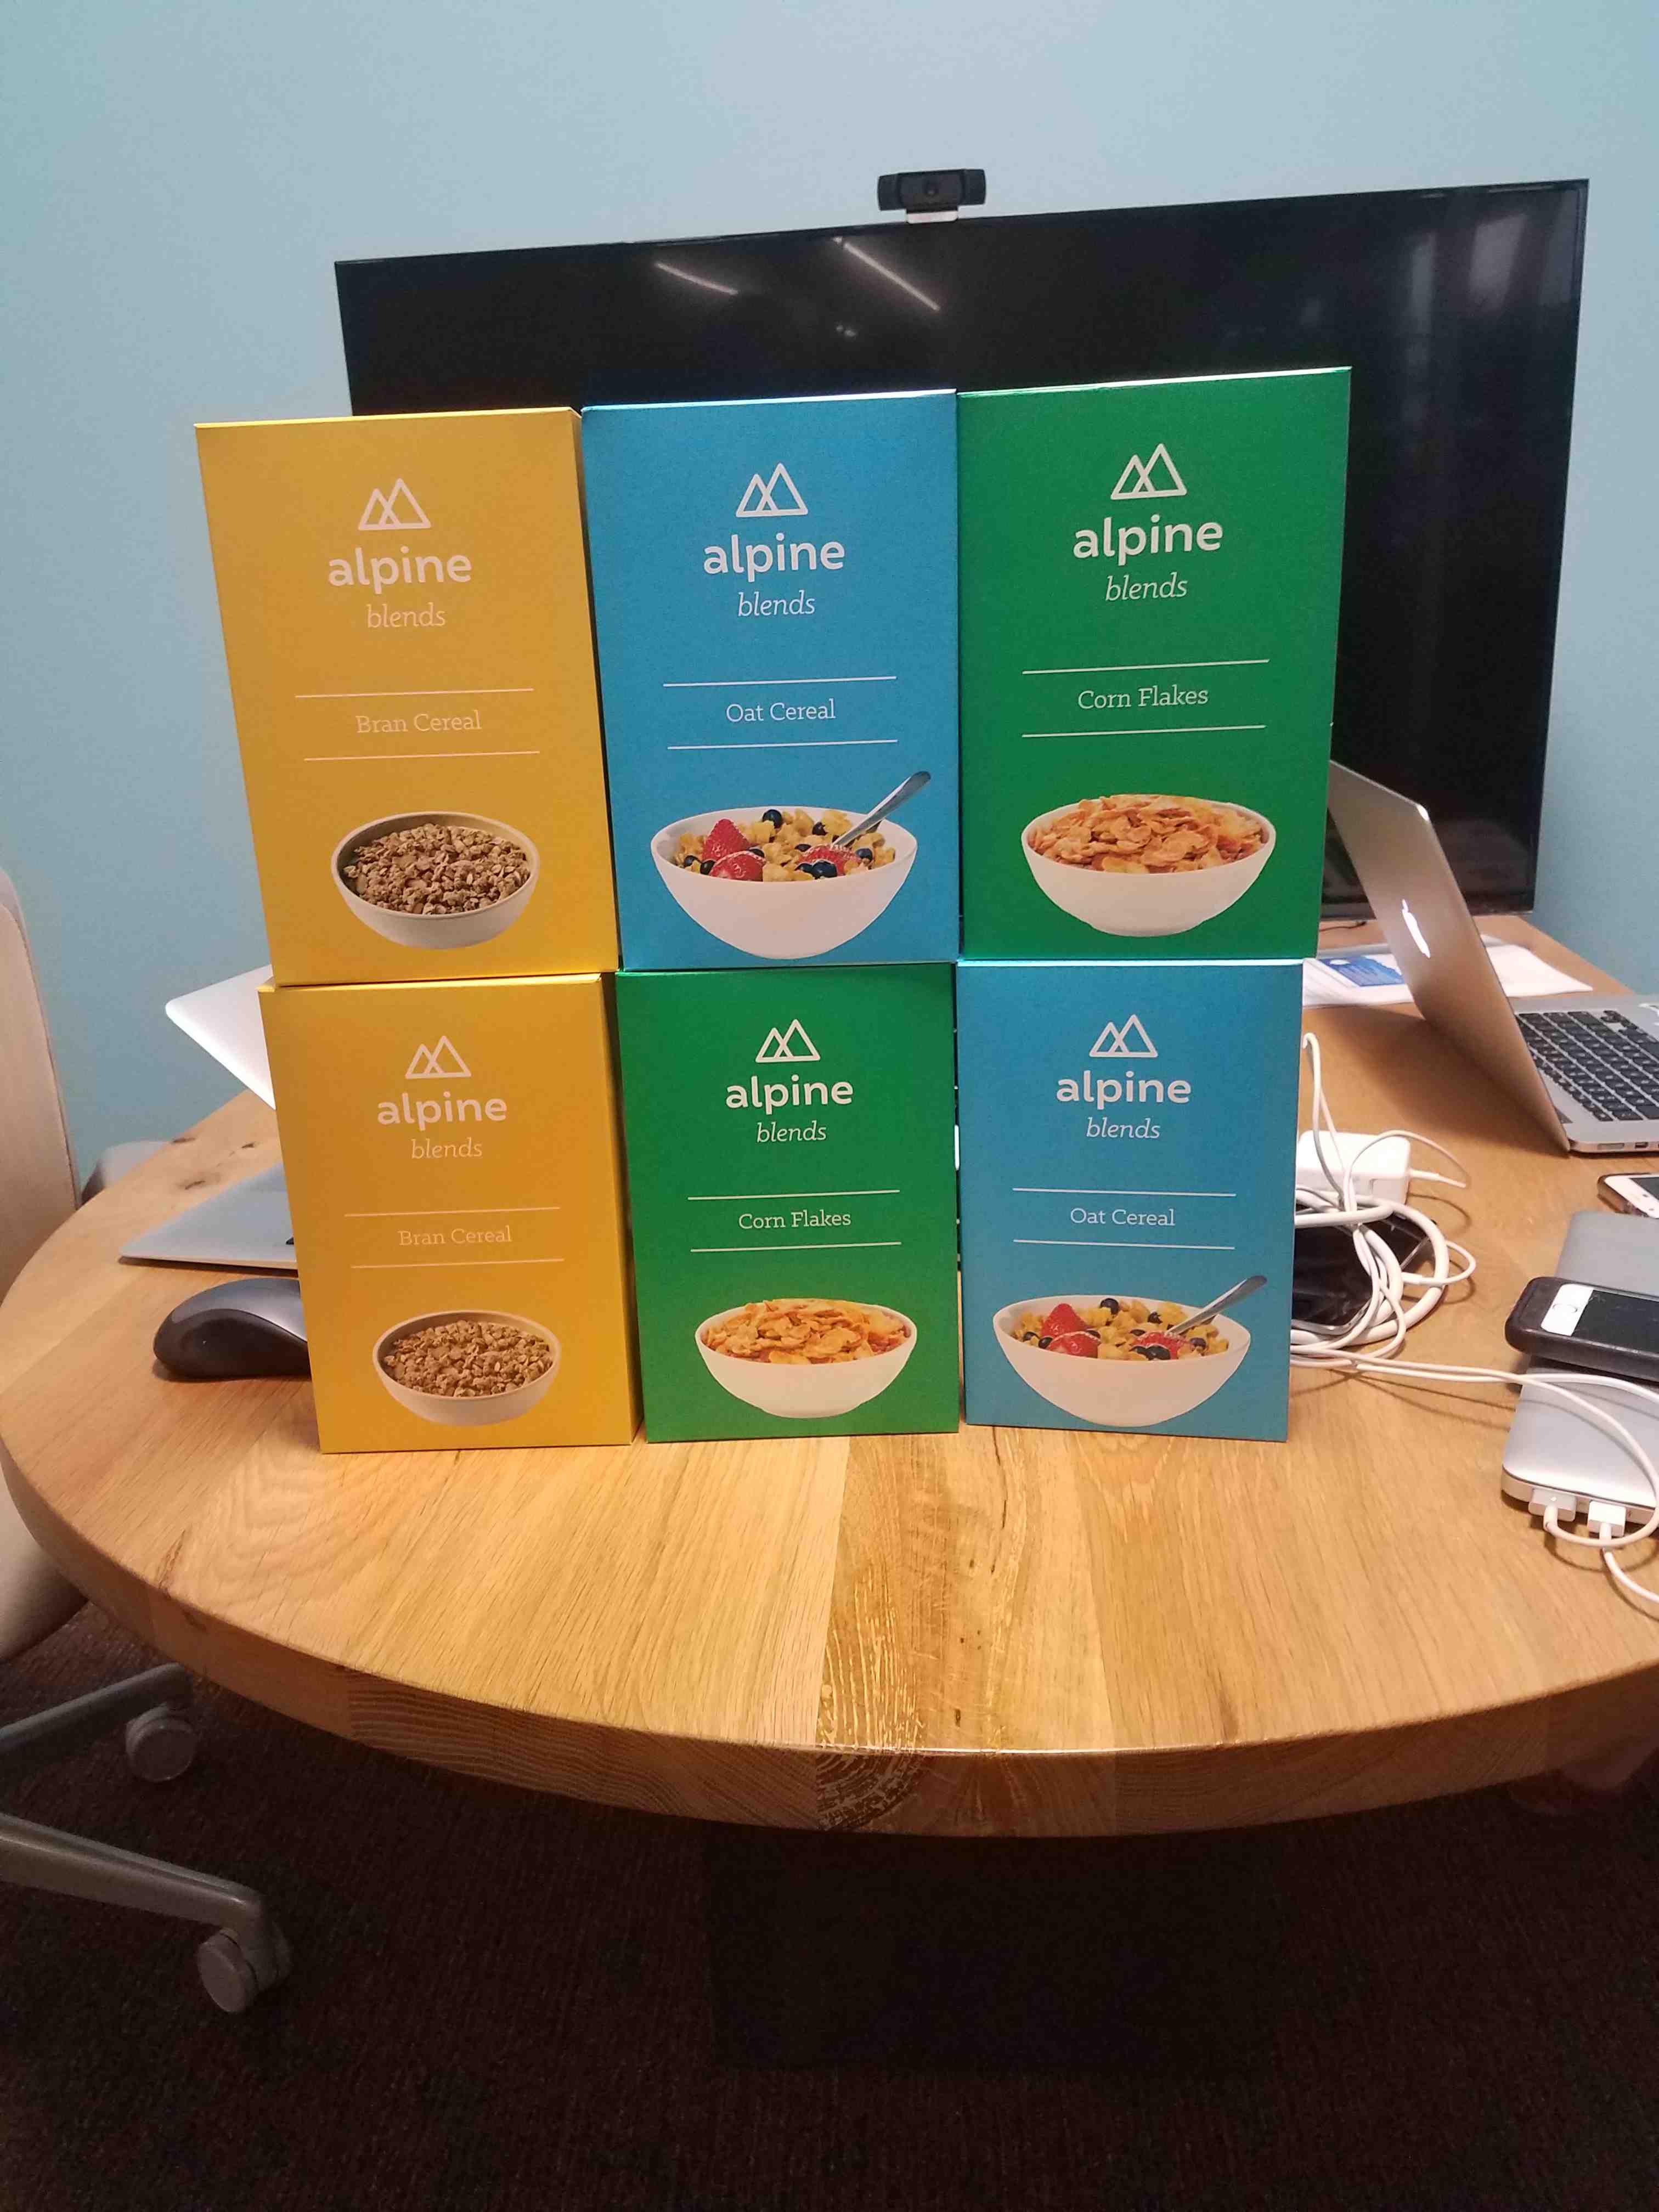 alpine
blends
Bran Cereal
alpine
blends
Oat Cereal
alpine
blends
Corn Flakes
alpine
blends
Bran Cereal
alpine
blends
Corn Flakes
alpine
blends
Oat Cereal